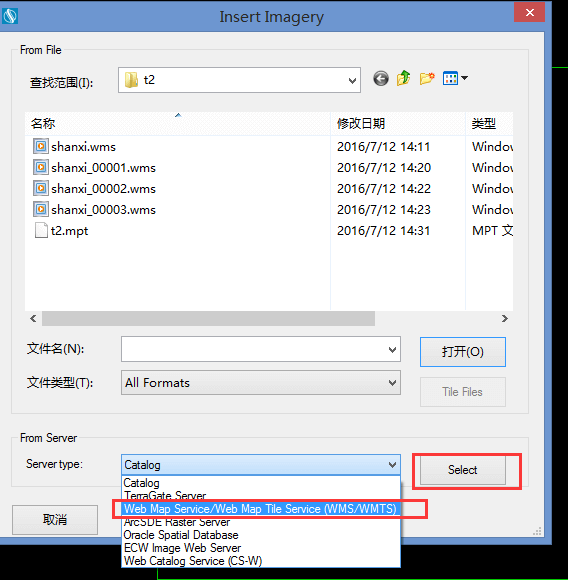 Insert Imagery
From File
查找范围(I): t2
名称 修改日期 类型
shanxi.wms 2016/7/12 14:11 Window
shanxi_00001.wms 2016/7/12 14:20 Window
shanxi_00002.wms 2016/7/12 14:22 Window
shanxi_00003.wms 2016/7/12 14:23 Window
t2.mpt 2016/7/12 14:31 MPT 文
文件名(N): 打开(O)
文件类型(T): All Formats Tile Files
From Server
Server type: Catalog Select
Catalog
TerraGate Server
Web Map Service/Web Map Tile Service (WMS/WMTS)
取消
ArcSDE Raster Server
Oracle Spatial Database
ECW Image Web Server
Web Catalog Service (CS-W)